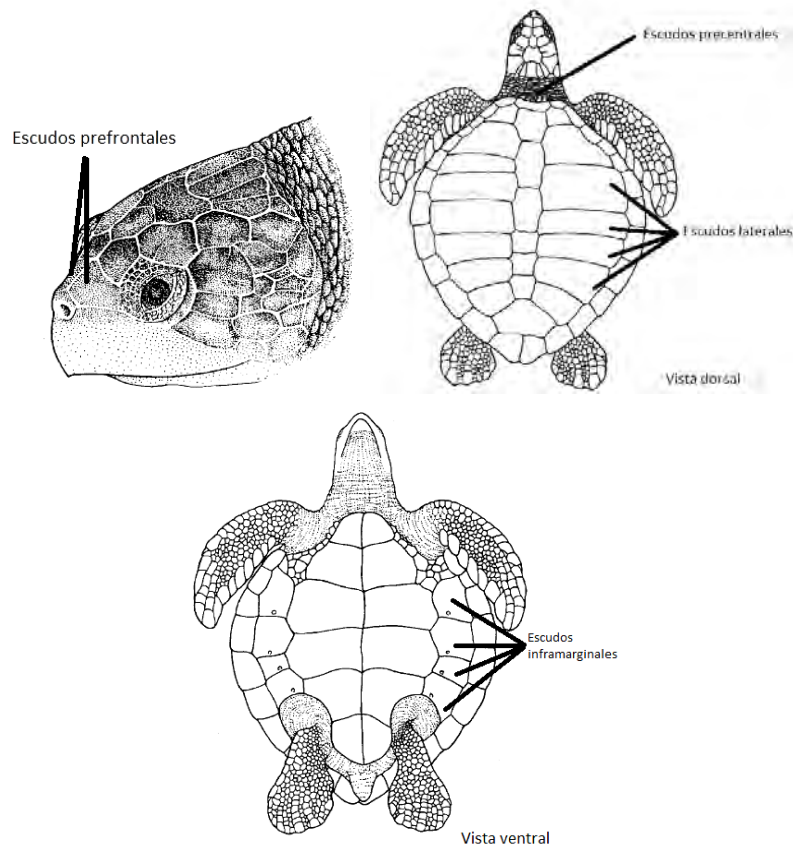 Escudos precentrales
Escudos prefrontales
Escudos laterales
Vista dorsal
Escudos
inframarginales
Vista ventral